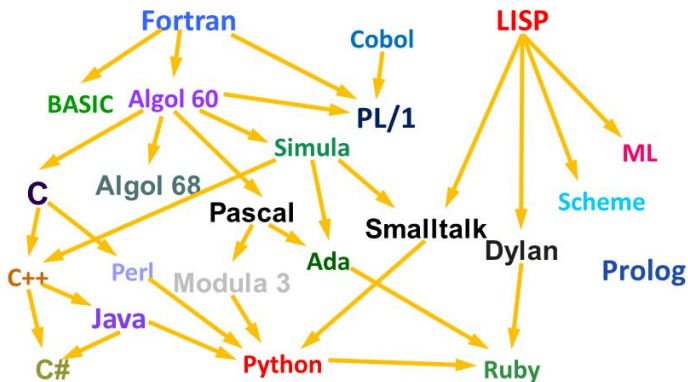 Fortran
LISP
Cobol
BASIC
Algol 60
PL/1
Simula
ML
C
Algol 68
Pascal
Scheme
Smalltalk
Dylan
Ada
Prolog
C++
Perl
Modula 3
Java
Python
Ruby
C#